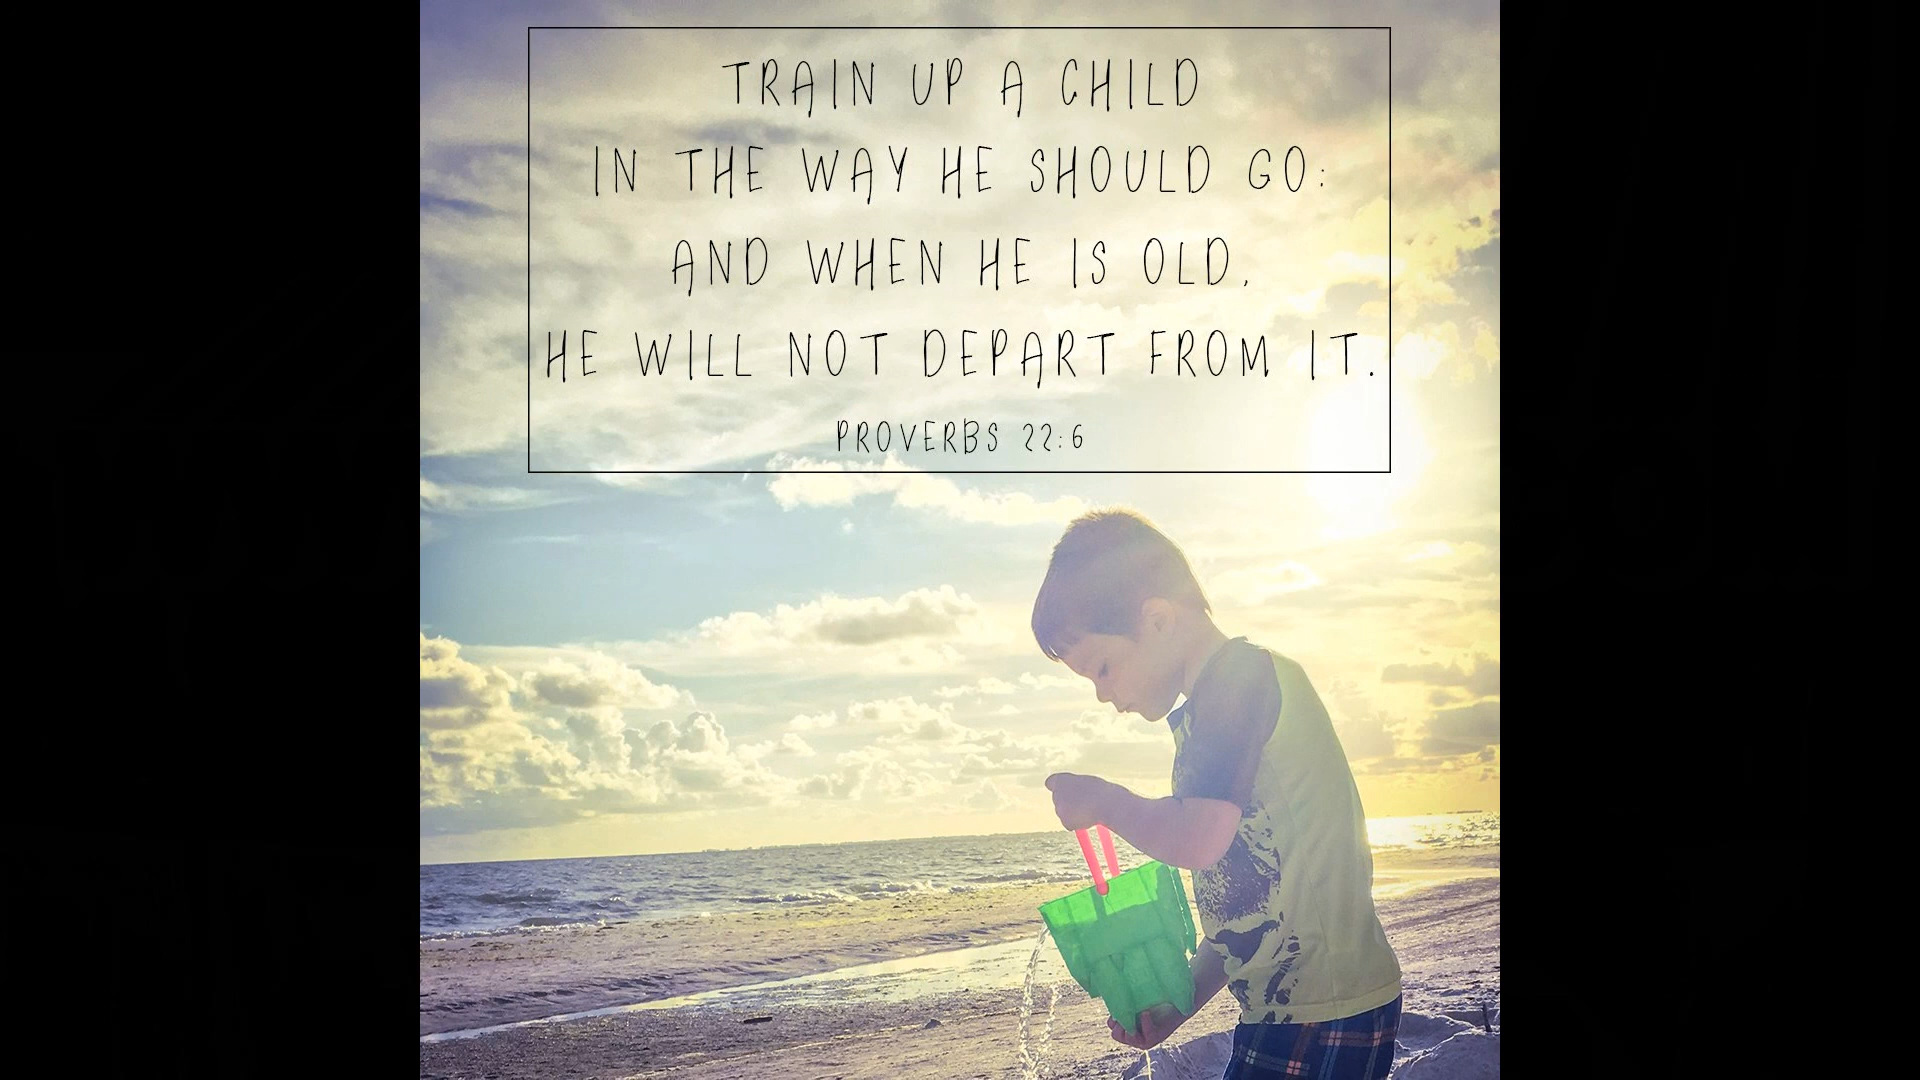 TRAIN UP A CHILD
IN THE WAY HE SHOULD GO:
AND WHEN HE IS OLD,
HE WILL NOT DEPART FROM IT.
PROVERBS 22:6